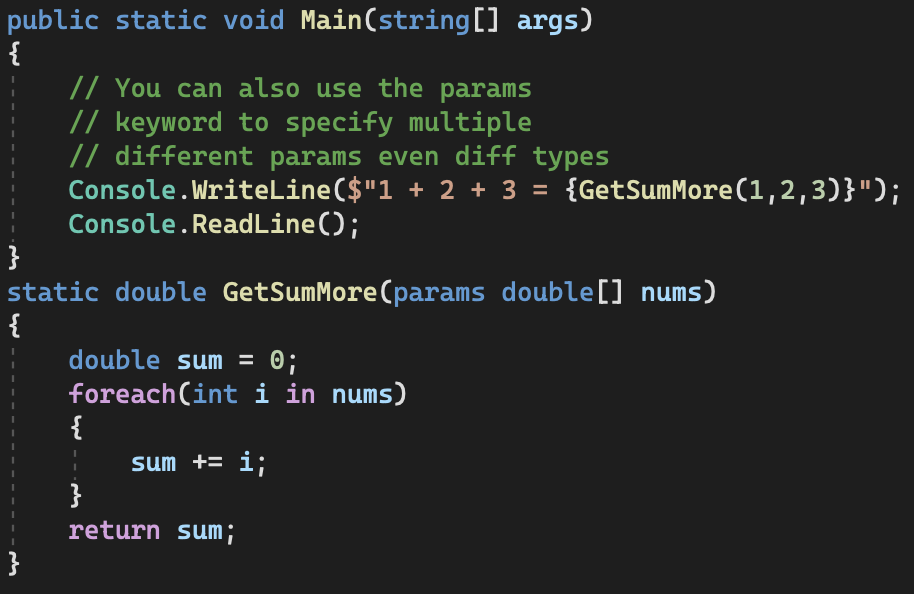 public static void Main(string[] args)
{
    // You can also use the params
    // keyword to specify multiple
    // different params even diff types
    Console.WriteLine($"1 + 2 + 3 = {GetSumMore(1,2,3)}");
    Console.ReadLine();
}
static double GetSumMore(params double[] nums)
{
    double sum = 0;
    foreach(int i in nums)
    {
        sum += i;
    }
    return sum;
}